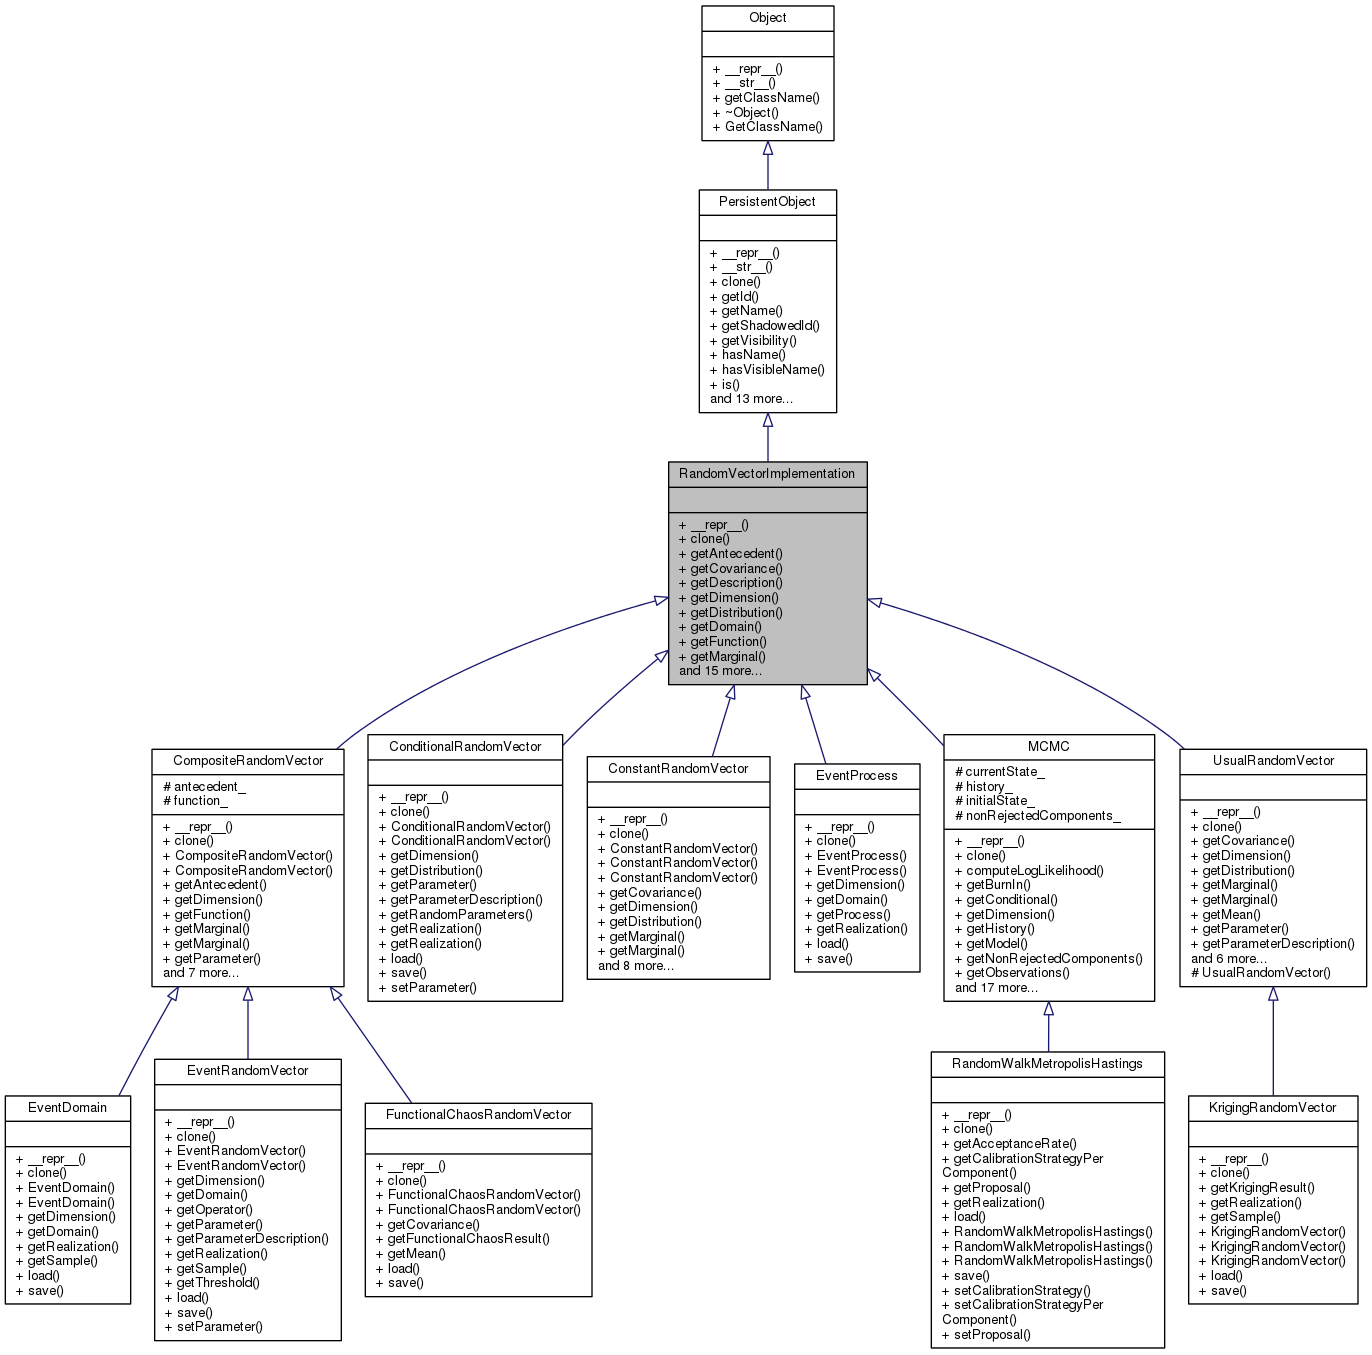 Object
+ __repr__()
+ __str__()
+ getClassName()
+ ~Object()
+ GetClassName()
PersistentObject
+ __repr__()
+ __str__()
+ clone()
+ getId()
+ getName()
+ getShadowedId()
+ getVisibility()
+ hasName()
+ hasVisibleName()
+ is()
and 13 more...
RandomVectorImplementation
+ __repr__()
+ clone()
+ getAntecedent()
+ getCovariance()
+ getDescription()
+ getDimension()
+ getDistribution()
+ getDomain()
+ getFunction()
+ getMarginal()
and 15 more...
CompositeRandomVector
# antecedent_
# function_
+ __repr__()
+ clone()
+ CompositeRandomVector()
+ CompositeRandomVector()
+ getAntecedent()
+ getDimension()
+ getFunction()
+ getMarginal()
+ getMarginal()
+ getParameter()
and 7 more...
ConditionalRandomVector
+ __repr__()
+ clone()
+ ConditionalRandomVector()
+ ConditionalRandomVector()
+ getDimension()
+ getDistribution()
+ getParameter()
+ getParameterDescription()
+ getRandomParameters()
+ getRealization()
+ getRealization()
+ load()
+ save()
+ setParameter()
ConstantRandomVector
+ __repr__()
+ clone()
+ ConstantRandomVector()
+ ConstantRandomVector()
+ ConstantRandomVector()
+ getCovariance()
+ getDimension()
+ getDistribution()
+ getMarginal()
+ getMarginal()
and 8 more...
EventProcess
+ __repr__()
+ clone()
+ EventProcess()
+ EventProcess()
+ getDimension()
+ getDomain()
+ getProcess()
+ getRealization()
+ load()
+ save()
MCMC
# currentState_
# history_
# initialState_
# nonRejectedComponents_
+ __repr__()
+ clone()
+ computeLogLikelihood()
+ getBurnIn()
+ getConditional()
+ getDimension()
+ getHistory()
+ getModel()
+ getNonRejectedComponents()
+ getObservations()
and 17 more...
UsualRandomVector
+ __repr__()
+ clone()
+ getCovariance()
+ getDimension()
+ getDistribution()
+ getMarginal()
+ getMarginal()
+ getMean()
+ getParameter()
+ getParameterDescription()
and 6 more...
# UsualRandomVector()
EventDomain
+ __repr__()
+ clone()
+ EventDomain()
+ EventDomain()
+ getDimension()
+ getDomain()
+ getRealization()
+ getSample()
+ load()
+ save()
EventRandomVector
+ __repr__()
+ clone()
+ EventRandomVector()
+ EventRandomVector()
+ getDimension()
+ getDomain()
+ getOperator()
+ getParameter()
+ getParameterDescription()
+ getRealization()
+ getSample()
+ getThreshold()
+ load()
+ save()
+ setParameter()
FunctionalChaosRandomVector
+ __repr__()
+ clone()
+ FunctionalChaosRandomVector()
+ FunctionalChaosRandomVector()
+ getCovariance()
+ getFunctionalChaosResult()
+ getMean()
+ load()
+ save()
RandomWalkMetropolisHastings
+ __repr__()
+ clone()
+ getAcceptanceRate()
+ getCalibrationStrategyPer
Component()
+ getProposal()
+ getRealization()
+ load()
+ RandomWalkMetropolisHastings()
+ RandomWalkMetropolisHastings()
+ RandomWalkMetropolisHastings()
+ save()
+ setCalibrationStrategy()
+ setCalibrationStrategyPer
Component()
+ setProposal()
KrigingRandomVector
+ __repr__()
+ clone()
+ getKrigingResult()
+ getRealization()
+ getSample()
+ KrigingRandomVector()
+ KrigingRandomVector()
+ KrigingRandomVector()
+ load()
+ save()